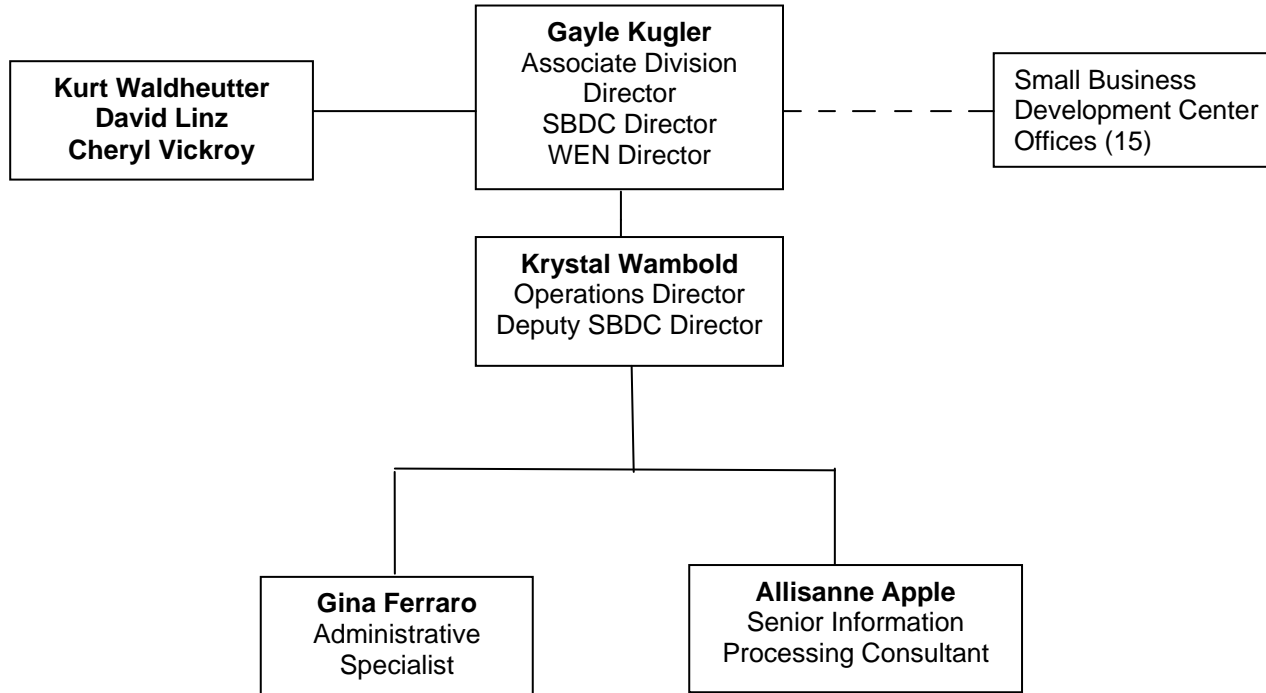 Gayle Kugler
Associate Division
Director
SBDC Director
WEN Director
Kurt Waldheutter
David Linz
Cheryl Vickroy
Small Business
Development Center
Offices (15)
Krystal Wambold
Operations Director
Deputy SBDC Director
Gina Ferraro
Administrative
Specialist
Allisanne Apple
Senior Information
Processing Consultant